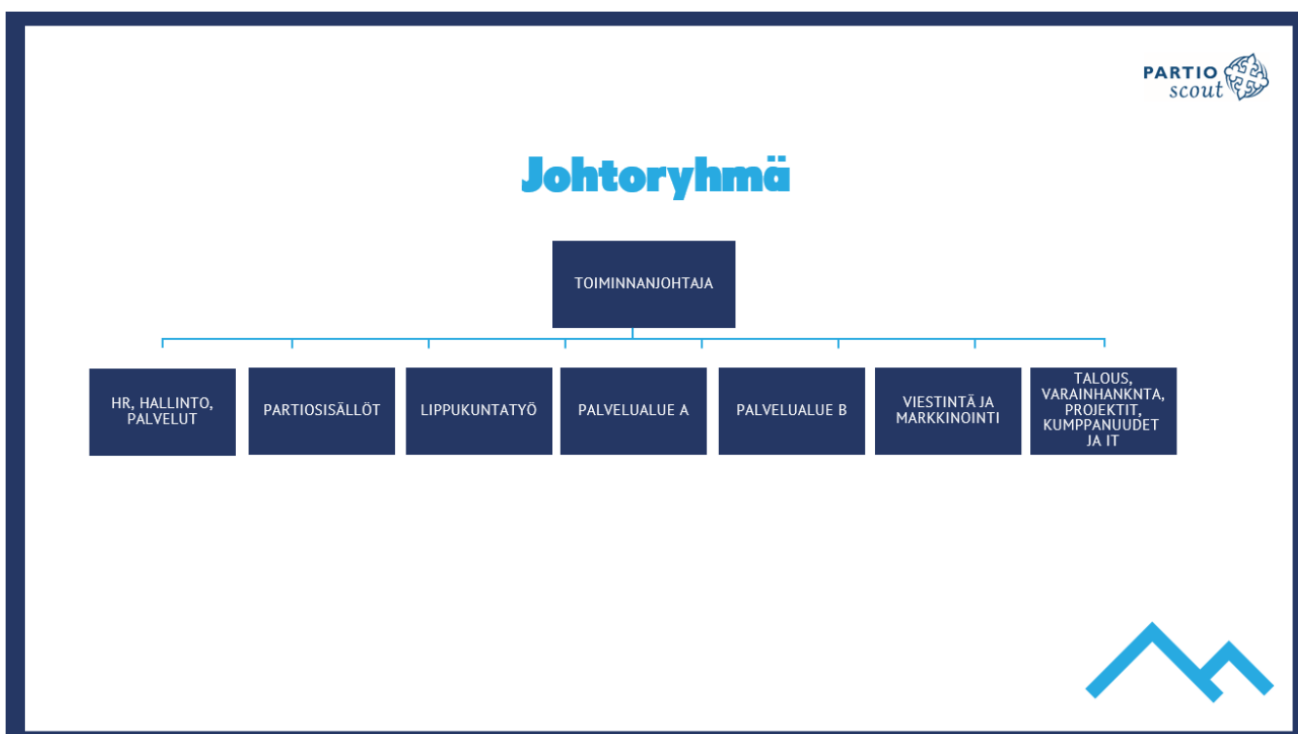 PARTIO
scout
Johtoryhmä
TOIMINNANJOHTAJA
HR, HALLINTO,
PALVELUT
PARTIOSISÄLLÖT
LIPPUKUNTATYÖ
PALVELUALUE A
PALVELUALUE B
VIESTINTÄ JA
MARKKINOINTI
TALOUS,
VARAINHANKNTA,
PROJEKTIT,
KUMPPANUUDET
JA IT